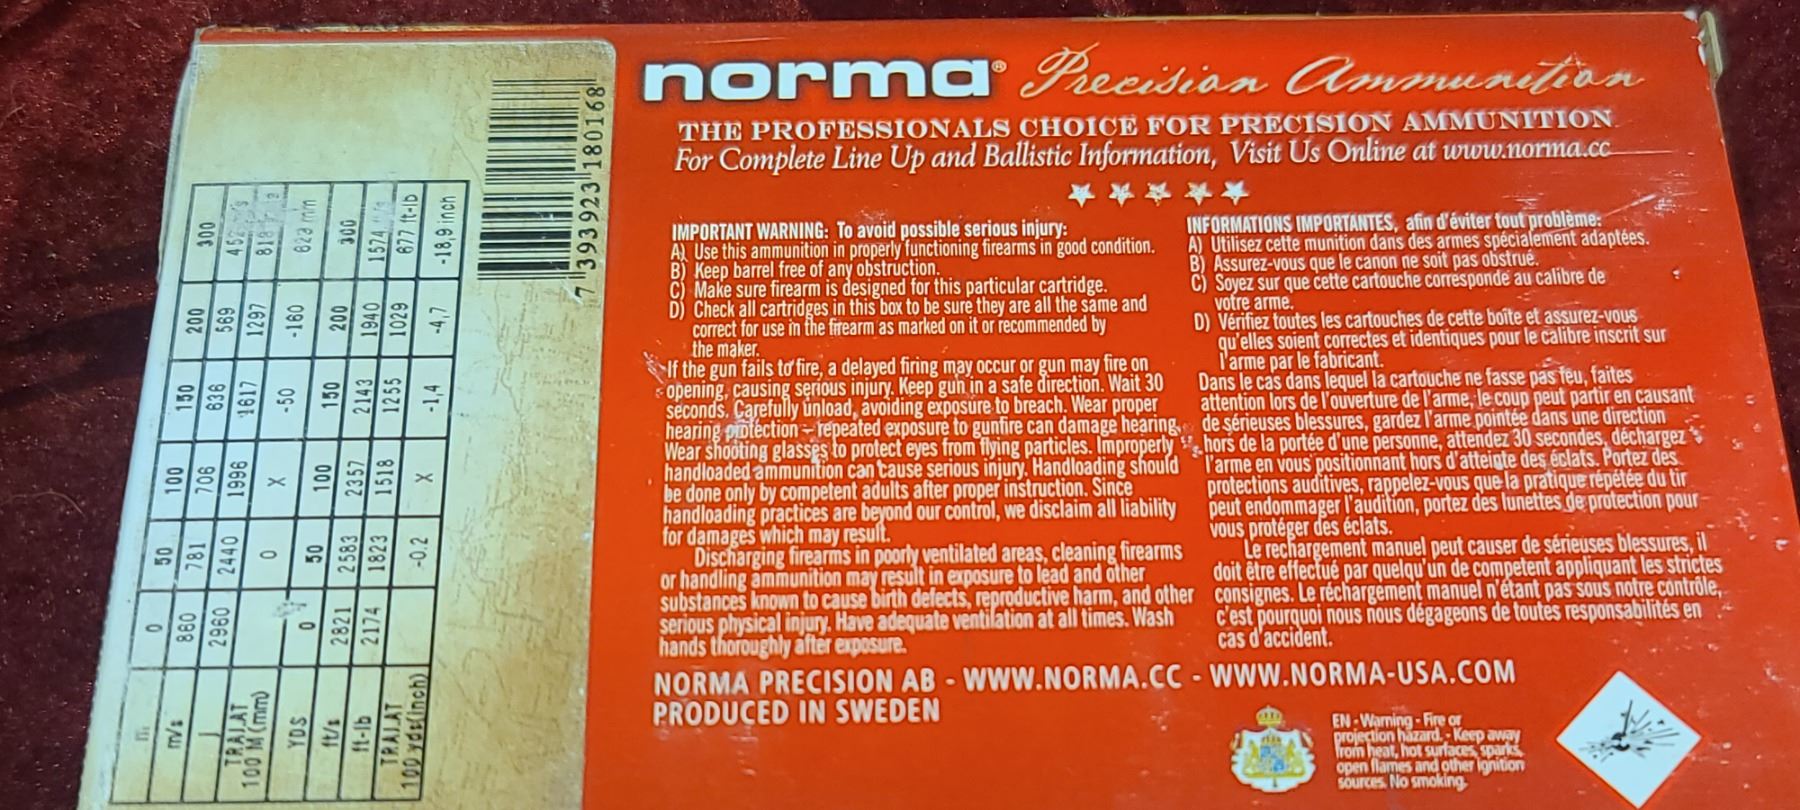 norma® Precision Ammunition
THE PROFESSIONALS CHOICE FOR PRECISION AMMUNITION
For Complete Line Up and Ballistic Information, Visit Us Online at www.norma.cc
IMPORTANT WARNING: To avoid possible serious injury:
A) Use this ammunition in properly functioning firearms in good condition.
B) Keep barrel free of any obstruction.
C) Make sure firearm is designed for this particular cartridge.
D) Check all cartridges in this box to be sure they are all the same and
correct for use in the firearm as marked on it or recommended by
the maker.
If the gun fails to fire, a delayed firing may occur or gun may fire on
opening, causing serious injury. Keep gun in a safe direction. Wait 30
seconds. Carefully unload, avoiding exposure to breach. Wear proper
hearing protection – repeated exposure to gunfire can damage hearing.
Wear shooting glasses to protect eyes from flying particles. Improperly
handloaded ammunition can cause serious injury. Handloading should
be done only by competent adults after proper instruction. Since
handloading practices are beyond our control, we disclaim all liability
for damages which may result.
Discharging firearms in poorly ventilated areas, cleaning firearms
or handling ammunition may result in exposure to lead and other
substances known to cause birth defects, reproductive harm, and other
serious physical injury. Have adequate ventilation at all times. Wash
hands thoroughly after exposure.
INFORMATIONS IMPORTANTES, afin d'éviter tout problème:
A) Utilisez cette munition dans des armes spécialement adaptées.
B) Assurez-vous que le canon ne soit pas obstrué.
C) Soyez sur que cette cartouche corresponde au calibre de
votre arme.
D) Vérifiez toutes les cartouches de cette boîte et assurez-vous
qu'elles soient correctes et identiques pour le calibre inscrit sur
l'arme par le fabricant.
Dans le cas dans lequel la cartouche ne fasse pas feu, faites
attention lors de l'ouverture de l'arme, le coup peut partir en causant
de sérieuses blessures, gardez l'arme pointée dans une direction
hors de la portée d'une personne, attendez 30 secondes, déchargez
l'arme en vous positionnant hors d'atteinte des éclats. Portez des
protections auditives, rappelez-vous que la pratique répétée du tir
peut endommager l'audition, portez des lunettes de protection pour
vous protéger des éclats.
Le rechargement manuel peut causer de sérieuses blessures, il
doit être effectué par quelqu'un de competent appliquant les strictes
consignes. Le rechargement manuel n'étant pas sous notre contrôle,
c'est pourquoi nous nous dégageons de toutes responsabilités en
cas d'accident.
NORMA PRECISION AB - WWW.NORMA.CC - WWW.NORMA-USA.COM
PRODUCED IN SWEDEN
EN - Warning - Fire or
projection hazard. - Keep away
from heat, hot surfaces, sparks,
open flames and other ignition
sources. No smoking.
m 0 50 100 150 200 300
m/s 860 781 706 636 569
J 2960 2440 1996 1617 1297
TRAJ.AT
100 M (mm) 0 X -50 -160 623 mm
YDS 0 50 100 150 200 300
ft/s 2821 2583 2357 2143 1940 1574
ft-lb 2174 1823 1518 1255 1029 677 ft-lb
TRAJ.AT
100 yds(inch) -0.2 X -1,4 -4,7 -18,9 inch
7 393923 180168